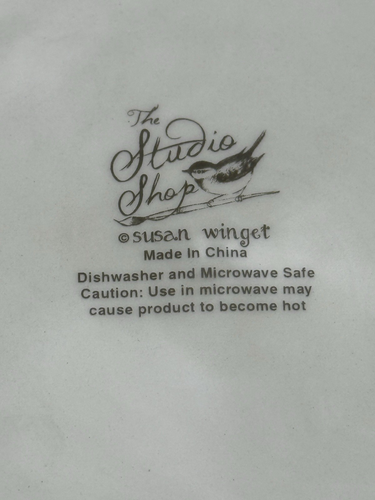 The
Studio
Shop
©susan winget
Made In China
Dishwasher and Microwave Safe
Caution: Use in microwave may
cause product to become hot